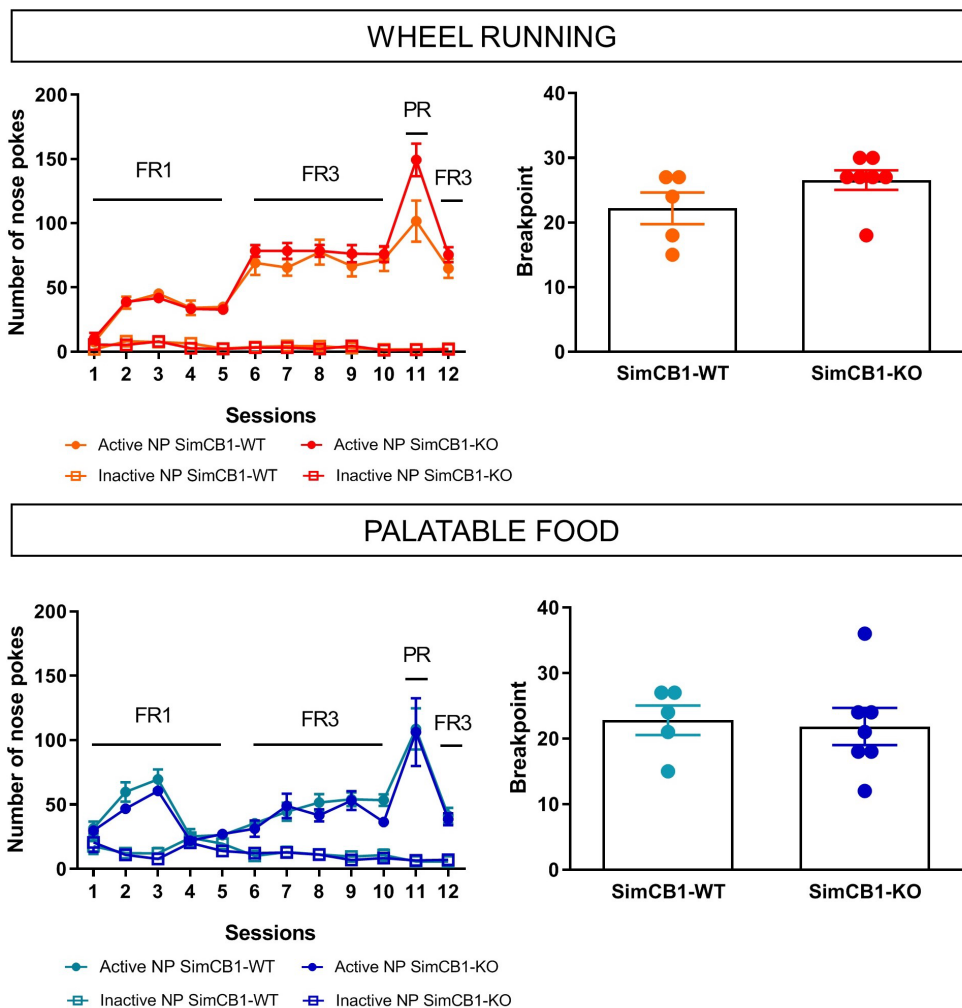 WHEEL RUNNING
Number of nose pokes
200
150
100
50
0
FR1
FR3
PR
FR3
1 2 3 4 5 6 7 8 9 10 11 12
Sessions
Active NP SimCB1-WT
Active NP SimCB1-KO
Inactive NP SimCB1-WT
Inactive NP SimCB1-KO
Breakpoint
40
30
20
10
0
SimCB1-WT
SimCB1-KO
PALATABLE FOOD
Number of nose pokes
200
150
100
50
0
FR1
FR3
PR
FR3
1 2 3 4 5 6 7 8 9 10 11 12
Sessions
Active NP SimCB1-WT
Active NP SimCB1-KO
Inactive NP SimCB1-WT
Inactive NP SimCB1-KO
Breakpoint
40
30
20
10
0
SimCB1-WT
SimCB1-KO